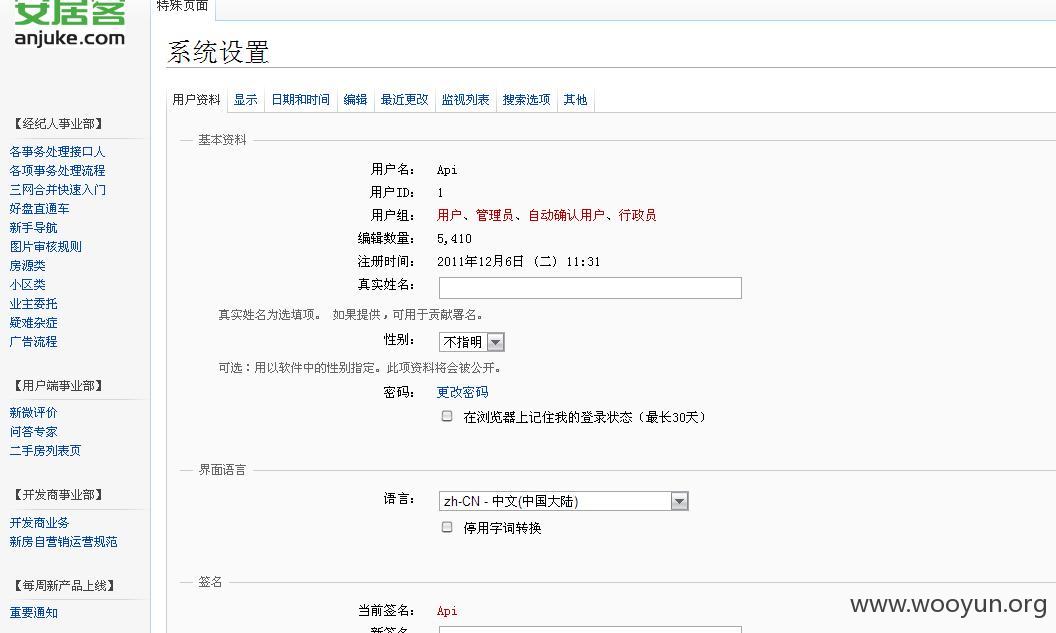 安居客
anjuke.com
特殊页面
系统设置
用户资料 显示 日期和时间 编辑 最近更改 监视列表 搜索选项 其他
【经纪人事业部】
各事务处理接口人
各项事务处理流程
三网合并快速入门
好盘直通车
新手导航
图片审核规则
房源类
小区类
业主委托
疑难杂症
广告流程
【用户端事业部】
新微评价
问答专家
二手房列表页
【开发商事业部】
开发商业务
新房自营销运营规范
【每周新产品上线】
重要通知
基本资料
用户名: Api
用户ID: 1
用户组: 用户、管理员、自动确认用户、行政员
编辑数量: 5,410
注册时间: 2011年12月6日 (二) 11:31
真实姓名:
真实姓名为选填项。 如果提供，可用于贡献署名。
性别: 不指明
可选：用以软件中的性别指定。此项资料将会被公开。
密码: 更改密码
在浏览器上记住我的登录状态（最长30天）
界面语言
语言: zh-CN - 中文(中国大陆)
停用字词转换
签名
当前签名: Api
新签名:
www.wooyun.org